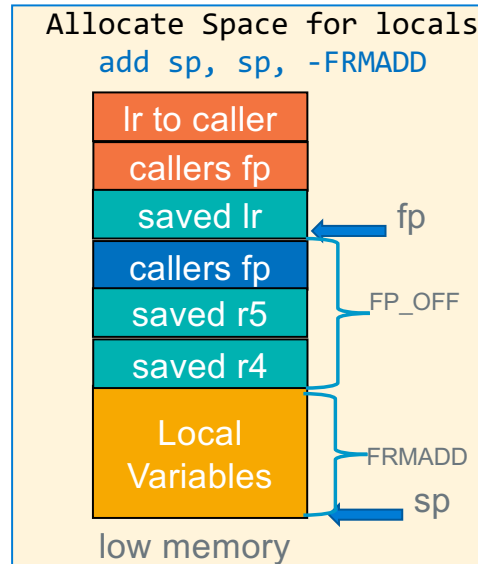 Allocate Space for locals
add sp, sp, -FRMADD
lr to caller
callers fp
saved lr
fp
callers fp
FP_OFF
saved r5
saved r4
Local
Variables
FRMADD
sp
low memory